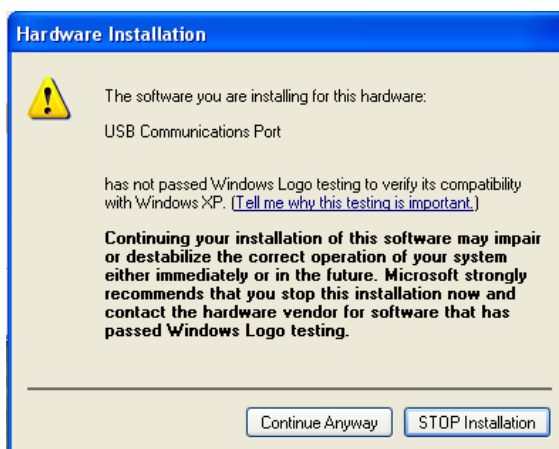 Hardware Installation
The software you are installing for this hardware:
USB Communications Port
has not passed Windows Logo testing to verify its compatibility
with Windows XP. (Tell me why this testing is important.)
Continuing your installation of this software may impair
or destabilize the correct operation of your system
either immediately or in the future. Microsoft strongly
recommends that you stop this installation now and
contact the hardware vendor for software that has
passed Windows Logo testing.
Continue Anyway
STOP Installation